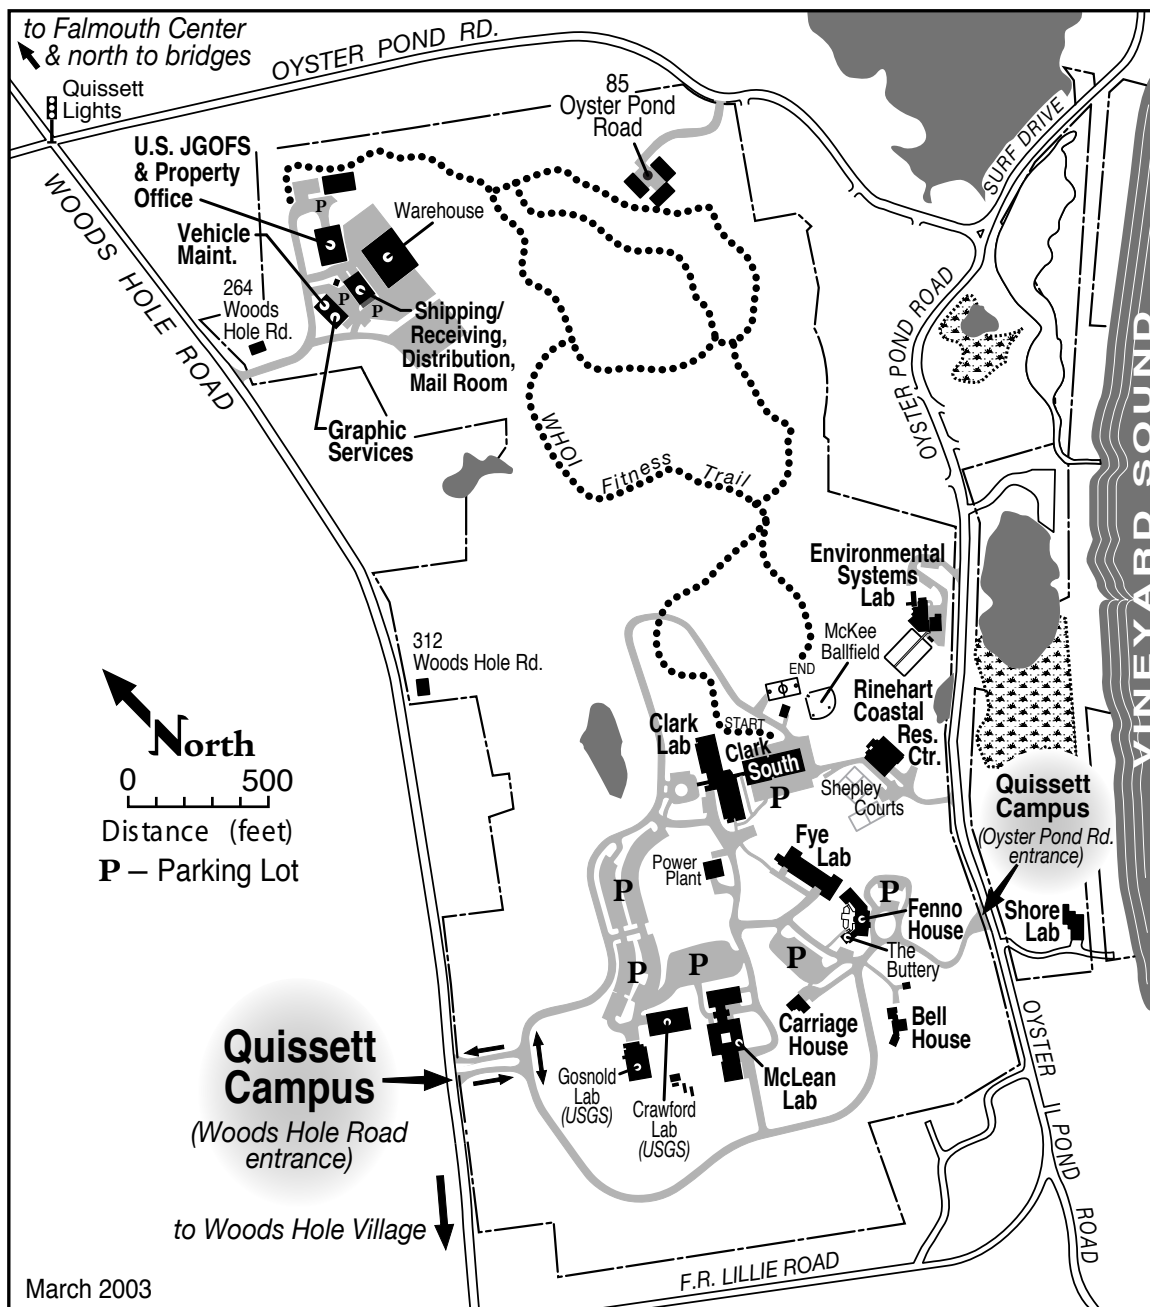 to Falmouth Center
& north to bridges
OYSTER POND RD.
Quissett
Lights
85
Oyster Pond
Road
SURF DRIVE
U.S. JGOFS
& Property
Office
WOODS HOLE ROAD
P
Warehouse
Vehicle
Maint.
264
Woods
Hole Rd.
P
P
Shipping/
Receiving,
Distribution,
Mail Room
OYSTER POND ROAD
VINEYARD SOUND
Graphic
Services
WHOI
Fitness
Trail
Environmental
Systems
Lab
312
Woods Hole Rd.
McKee
Ballfield
END
Rinehart
Coastal
Res.
Ctr.
North
0 500
Distance (feet)
P – Parking Lot
Clark
Lab
START
Clark
South
P
Shepley
Courts
Quissett
Campus
(Oyster Pond Rd.
entrance)
Fye
Lab
Power
Plant
P
P
Fenno
House
Shore
Lab
The
Buttery
P
P
P
Carriage
House
Bell
House
OYSTER POND ROAD
Quissett
Campus
(Woods Hole Road
entrance)
Gosnold
Lab
(USGS)
Crawford
Lab
(USGS)
McLean
Lab
to Woods Hole Village
F.R. LILLIE ROAD
March 2003